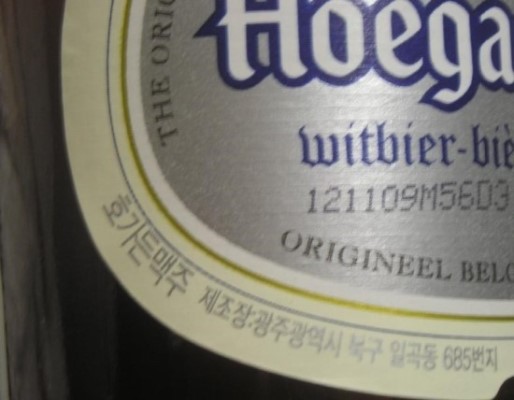 THE ORIG
Hoega
witbier-biè
121109M56D3
ORIGINEEL BELG
호가든맥주 제조장:광주광역시 북구 일곡동 685번지